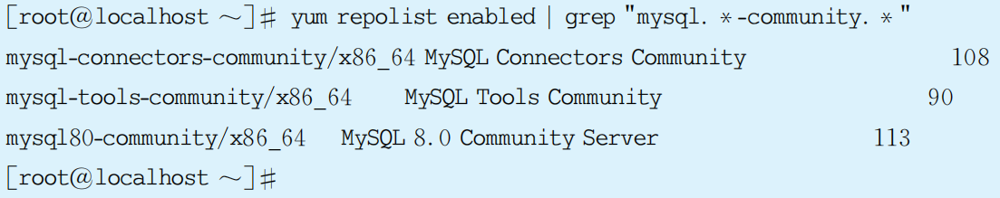 [root@localhost ~]# yum repolist enabled | grep "mysql. *-community. *"
mysql-connectors-community/x86_64 MySQL Connectors Community 108
mysql-tools-community/x86_64 MySQL Tools Community 90
mysql80-community/x86_64 MySQL 8.0 Community Server 113
[root@localhost ~]#